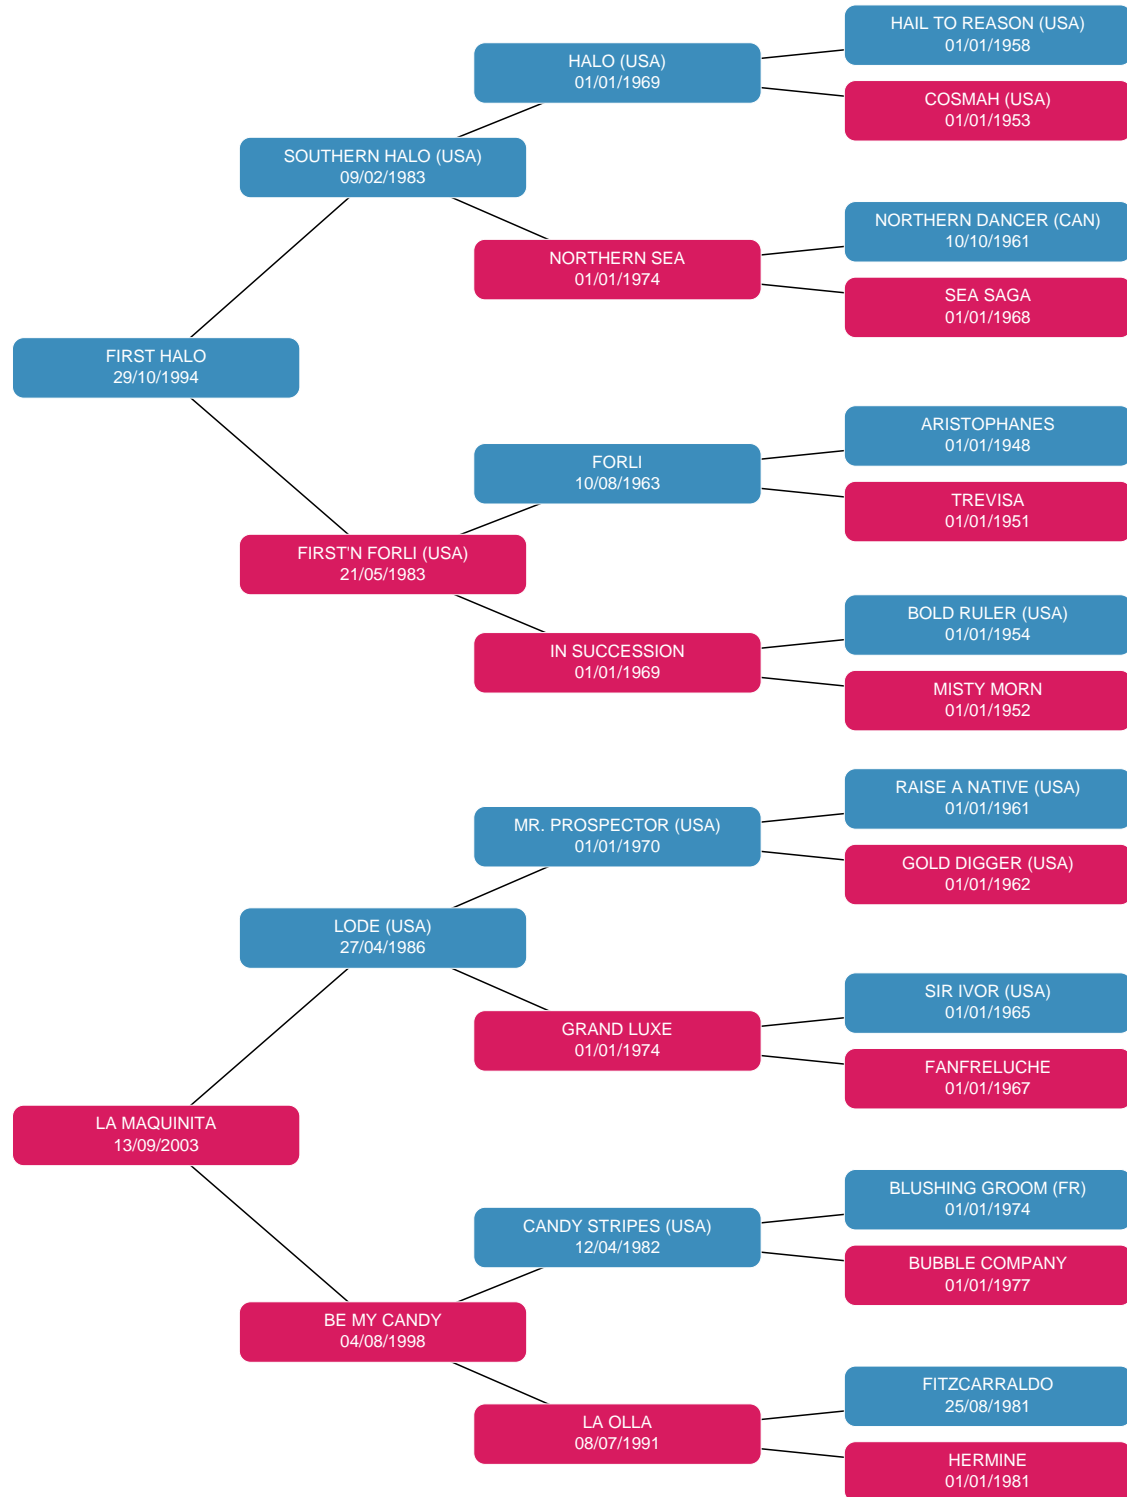 HAIL TO REASON (USA)
01/01/1958
HALO (USA)
01/01/1969
COSMAH (USA)
01/01/1953
SOUTHERN HALO (USA)
09/02/1983
NORTHERN DANCER (CAN)
10/10/1961
NORTHERN SEA
01/01/1974
SEA SAGA
01/01/1968
FIRST HALO
29/10/1994
ARISTOPHANES
01/01/1948
FORLI
10/08/1963
TREVISA
01/01/1951
FIRST'N FORLI (USA)
21/05/1983
BOLD RULER (USA)
01/01/1954
IN SUCCESSION
01/01/1969
MISTY MORN
01/01/1952
RAISE A NATIVE (USA)
01/01/1961
MR. PROSPECTOR (USA)
01/01/1970
GOLD DIGGER (USA)
01/01/1962
LODE (USA)
27/04/1986
SIR IVOR (USA)
01/01/1965
GRAND LUXE
01/01/1974
FANFRELUCHE
01/01/1967
LA MAQUINITA
13/09/2003
BLUSHING GROOM (FR)
01/01/1974
CANDY STRIPES (USA)
12/04/1982
BUBBLE COMPANY
01/01/1977
BE MY CANDY
04/08/1998
FITZCARRALDO
25/08/1981
LA OLLA
08/07/1991
HERMINE
01/01/1981